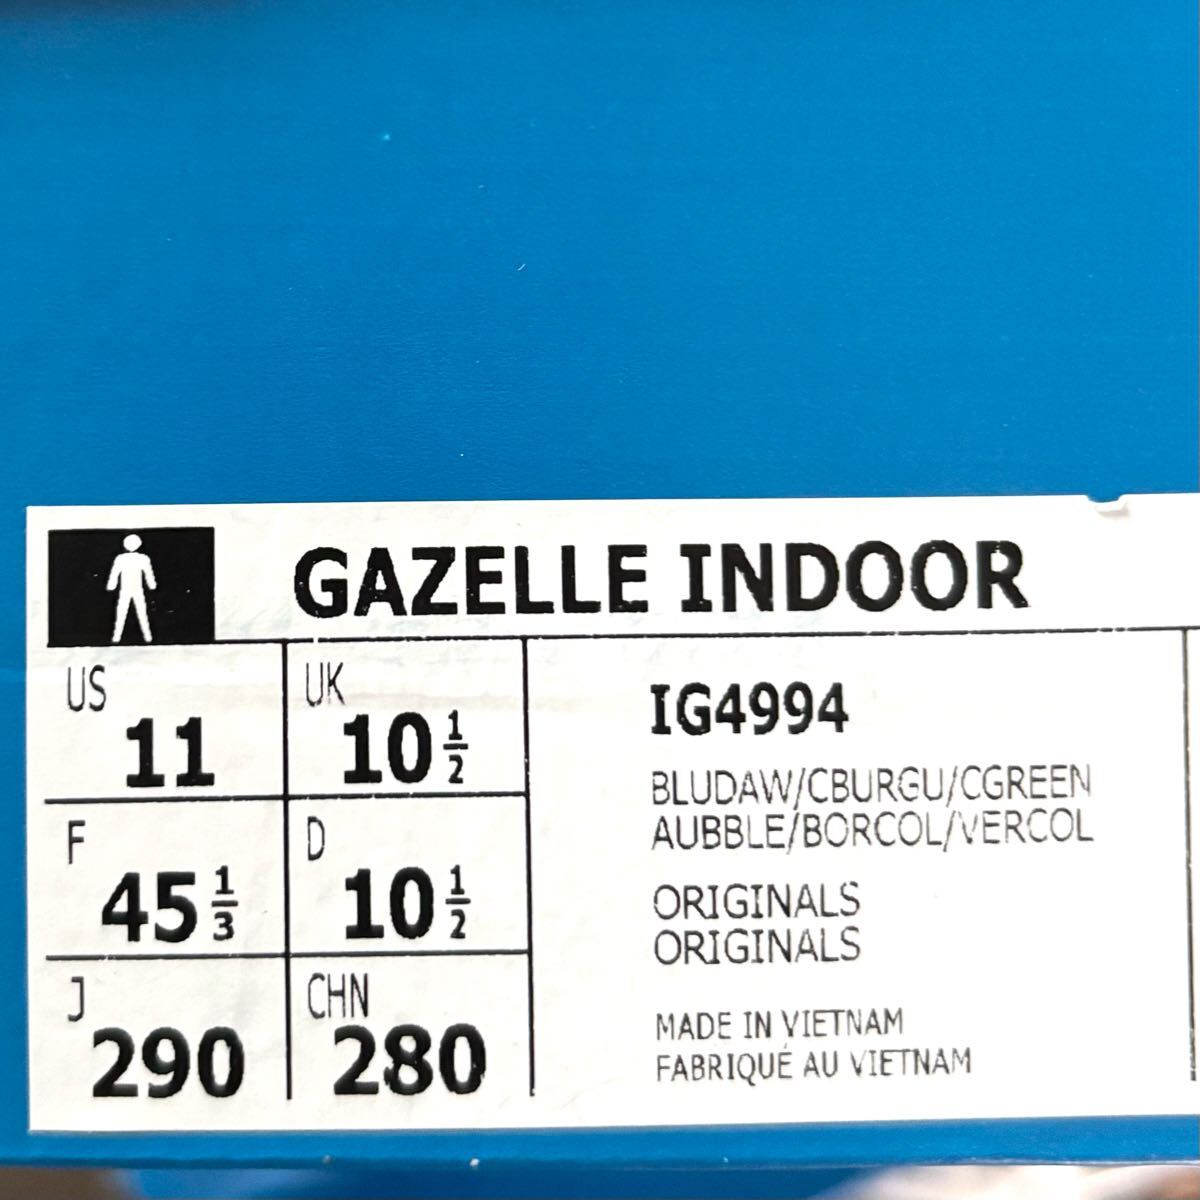 GAZELLE INDOOR
US
11
UK
10 1/2
F
45 1/3
D
10 1/2
J
290
CHN
280
IG4994
BLUDAW/CBURGU/CGREEN
AUBBLE/BORCOL/VERCOL
ORIGINALS
ORIGINALS
MADE IN VIETNAM
FABRIQUÉ AU VIETNAM